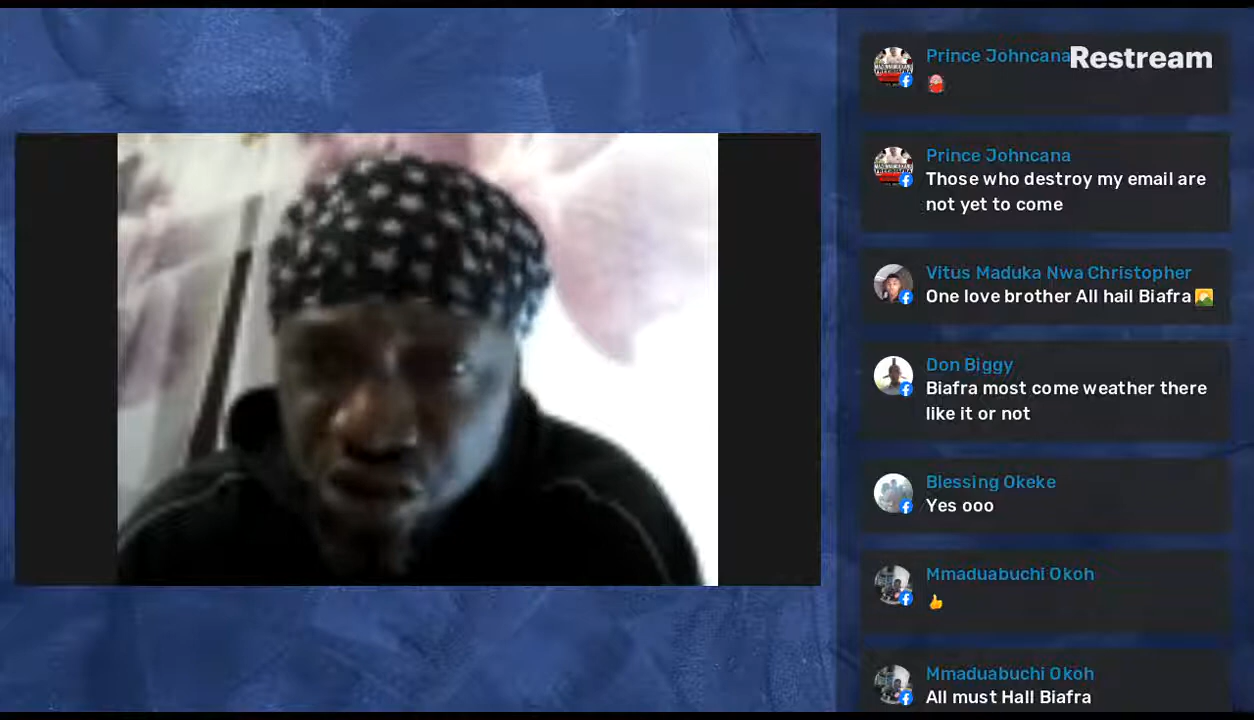 Prince Johncana
Restream
Prince Johncana
Those who destroy my email are
not yet to come
Vitus Maduka Nwa Christopher
One love brother All hail Biafra
Don Biggy
Biafra most come weather there
like it or not
Blessing Okeke
Yes ooo
Mmaduabuchi Okoh
Mmaduabuchi Okoh
All must Hall Biafra